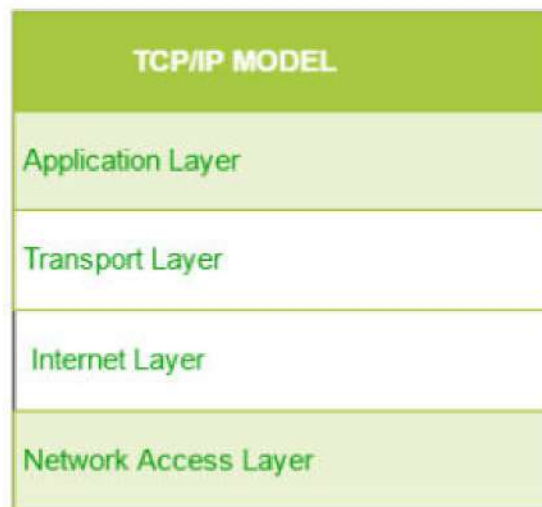 TCP/IP MODEL
Application Layer
Transport Layer
Internet Layer
Network Access Layer